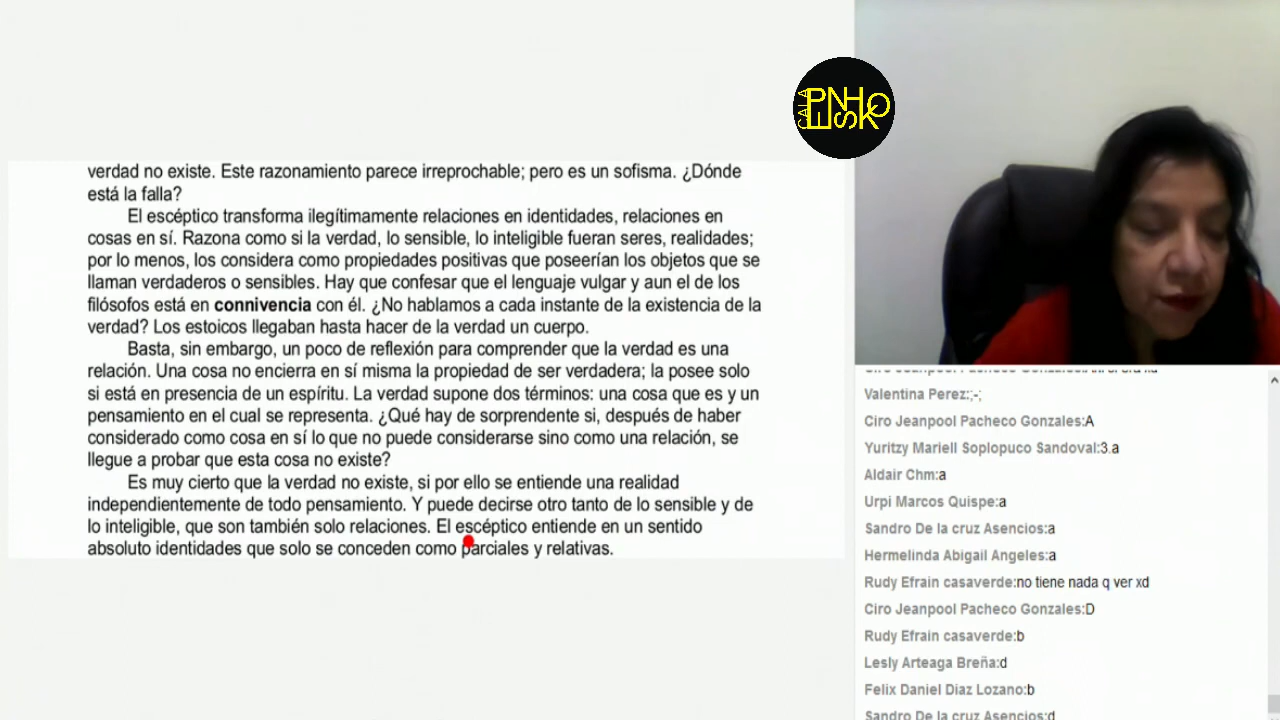 verdad no existe. Este razonamiento parece irreprochable; pero es un sofisma. ¿Dónde
está la falla?
El escéptico transforma ilegítimamente relaciones en identidades, relaciones en
cosas en sí. Razona como si la verdad, lo sensible, lo inteligible fueran seres, realidades;
por lo menos, los considera como propiedades positivas que poseerían los objetos que se
llaman verdaderos o sensibles. Hay que confesar que el lenguaje vulgar y aun el de los
filósofos está en connivencia con él. ¿No hablamos a cada instante de la existencia de la
verdad? Los estoicos llegaban hasta hacer de la verdad un cuerpo.
Basta, sin embargo, un poco de reflexión para comprender que la verdad es una
relación. Una cosa no encierra en sí misma la propiedad de ser verdadera; la posee solo
si está en presencia de un espíritu. La verdad supone dos términos: una cosa que es y un
pensamiento en el cual se representa. ¿Qué hay de sorprendente si, después de haber
considerado como cosa en sí lo que no puede considerarse sino como una relación, se
llegue a probar que esta cosa no existe?
Es muy cierto que la verdad no existe, si por ello se entiende una realidad
independientemente de todo pensamiento. Y puede decirse otro tanto de lo sensible y de
lo inteligible, que son también solo relaciones. El escéptico entiende en un sentido
absoluto identidades que solo se conceden como parciales y relativas.
CALA
Ciro Jeanpool Pacheco Gonzales:
Valentina Perez:;-;
Ciro Jeanpool Pacheco Gonzales:A
Yuritzy Mariell Soplopuco Sandoval:3.a
Aldair Chm:a
Urpi Marcos Quispe:a
Sandro De la cruz Asencios:a
Hermelinda Abigail Angeles:a
Rudy Efrain casaverde:no tiene nada q ver xd
Ciro Jeanpool Pacheco Gonzales:D
Rudy Efrain casaverde:b
Lesly Arteaga Breña:d
Felix Daniel Diaz Lozano:b
Sandro De la cruz Asencios:d